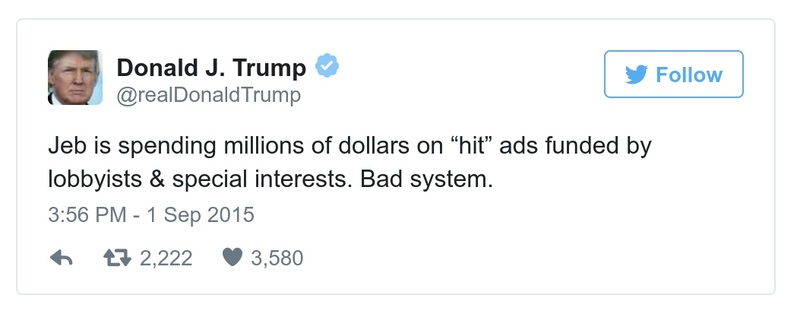 Donald J. Trump
@realDonaldTrump
Follow
Jeb is spending millions of dollars on “hit” ads funded by
lobbyists & special interests. Bad system.
3:56 PM - 1 Sep 2015
2,222 3,580